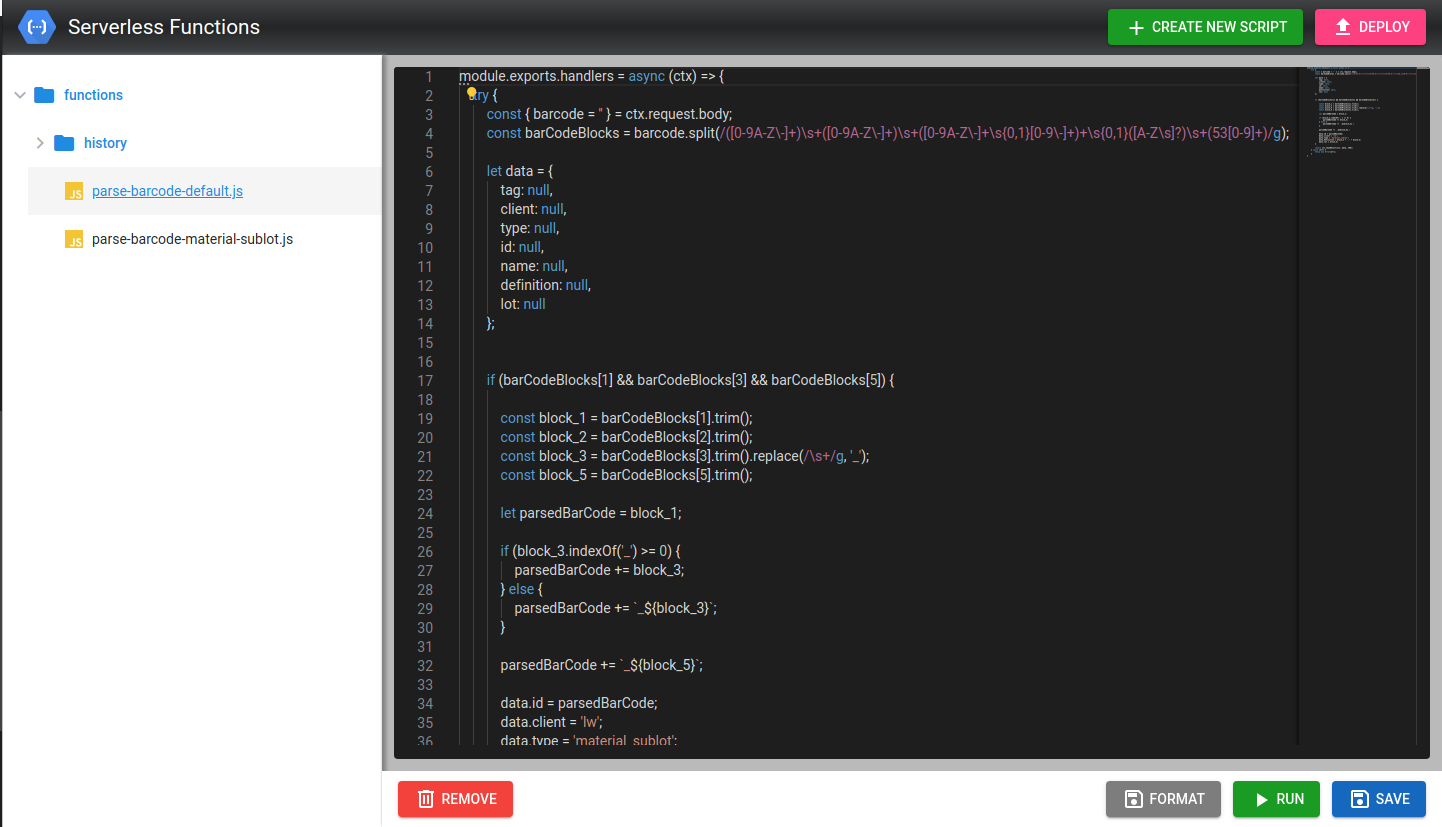 Serverless Functions
CREATE NEW SCRIPT
DEPLOY
functions
history
JS parse-barcode-default.js
JS parse-barcode-material-sublot.js
1 module.exports.handlers = async (ctx) => {
2 try {
3 const { barcode = '' } = ctx.request.body;
4 const barCodeBlocks = barcode.split(/([0-9A-Z\-]+)\s+([0-9A-Z\-]+)\s+([0-9A-Z\-]+\s{0,1}[0-9\-]+)+\s{0,1}([A-Z\s]?)\s+(53[0-9]+)/g);
5
6 let data = {
7 tag: null,
8 client: null,
9 type: null,
10 id: null,
11 name: null,
12 definition: null,
13 lot: null
14 };
15
16
17 if (barCodeBlocks[1] && barCodeBlocks[3] && barCodeBlocks[5]) {
18
19 const block_1 = barCodeBlocks[1].trim();
20 const block_2 = barCodeBlocks[2].trim();
21 const block_3 = barCodeBlocks[3].trim().replace(/\s+/g, '_');
22 const block_5 = barCodeBlocks[5].trim();
23
24 let parsedBarCode = block_1;
25
26 if (block_3.indexOf('_') >= 0) {
27 parsedBarCode += block_3;
28 } else {
29 parsedBarCode += `_${block_3}`;
30 }
31
32 parsedBarCode += `_${block_5}`;
33
34 data.id = parsedBarCode;
35 data.client = 'lw';
36 data.type = 'material_sublot';
REMOVE
FORMAT
RUN
SAVE